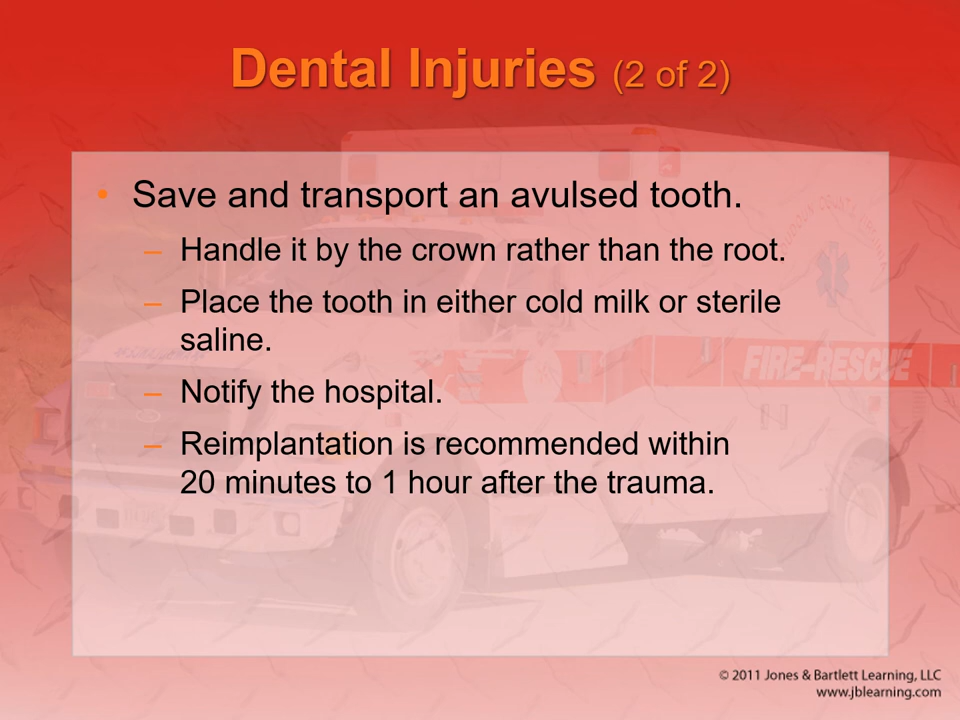 Dental Injuries (2 of 2)
• Save and transport an avulsed tooth.
– Handle it by the crown rather than the root.
– Place the tooth in either cold milk or sterile
saline.
– Notify the hospital.
– Reimplantation is recommended within
20 minutes to 1 hour after the trauma.
FIRE-RESCUE
© 2011 Jones & Bartlett Learning, LLC
www.jblearning.com